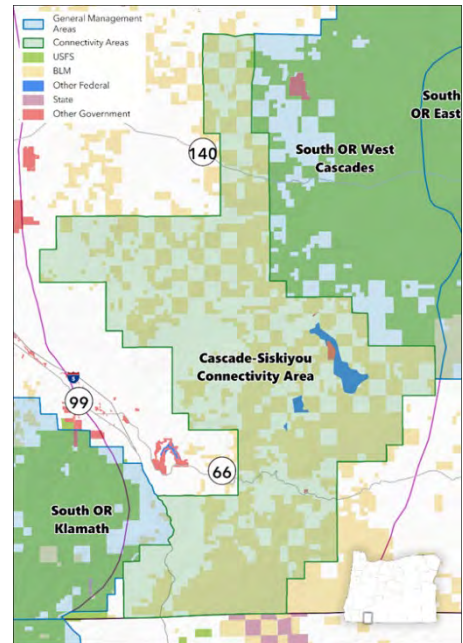 General Management
Areas
Connectivity Areas
USFS
BLM
Other Federal
State
Other Government
South
OR East
140
South OR West
Cascades
Cascade-Siskiyou
Connectivity Area
5
99
66
South OR
Klamath